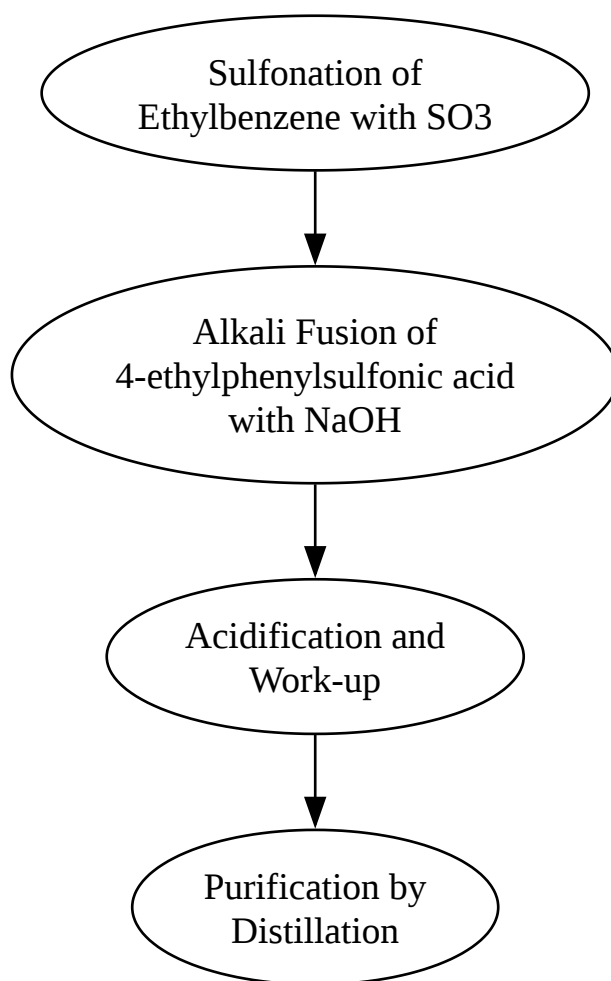 Sulfonation of
Ethylbenzene with SO3
Alkali Fusion of
4-ethylphenylsulfonic acid
with NaOH
Acidification and
Work-up
Purification by
Distillation